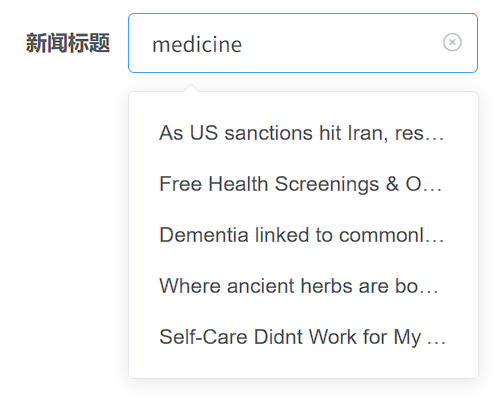 新闻标题 medicine
As US sanctions hit Iran, res...
Free Health Screenings & O...
Dementia linked to commonl...
Where ancient herbs are bo...
Self-Care Didnt Work for My ...